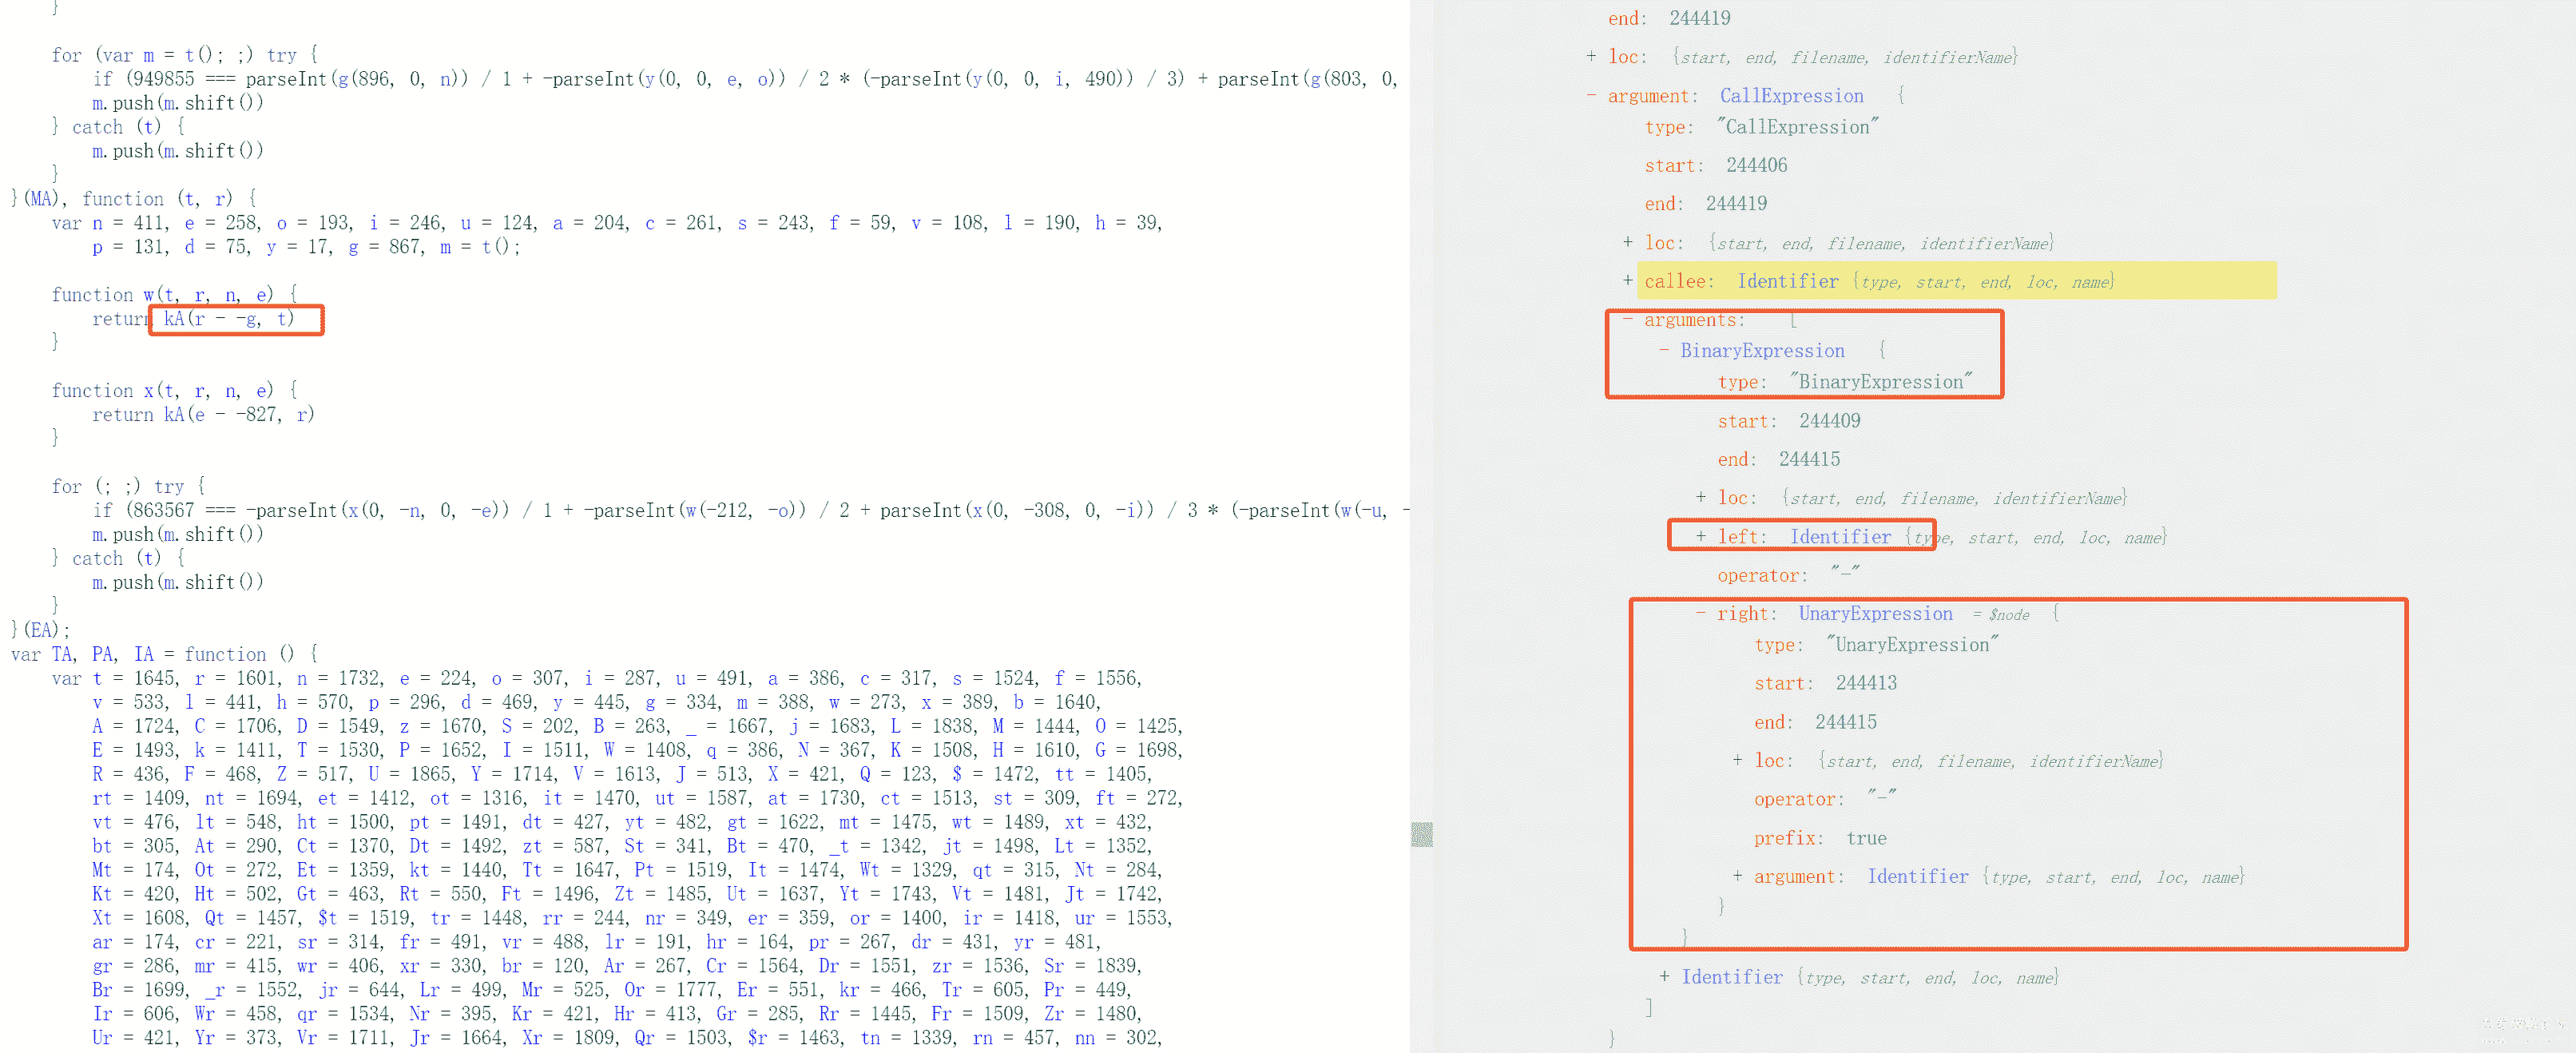 }
for (var m = t(); ;) try {
if (949855 === parseInt(g(896, 0, n)) / 1 + -parseInt(y(0, 0, e, o)) / 2 * (-parseInt(y(0, 0, i, 490)) / 3) + parseInt(g(803, 0,
m.push(m.shift())
} catch (t) {
m.push(m.shift())
}
}(MA), function (t, r) {
var n = 411, e = 258, o = 193, i = 246, u = 124, a = 204, c = 261, s = 243, f = 59, v = 108, l = 190, h = 39,
p = 131, d = 75, y = 17, g = 867, m = t();
function w(t, r, n, e) {
return kA(r - -g, t)
}
function x(t, r, n, e) {
return kA(e - -827, r)
}
for (; ;) try {
if (863567 === -parseInt(x(0, -n, 0, -e)) / 1 + -parseInt(w(-212, -o)) / 2 + parseInt(x(0, -308, 0, -i)) / 3 * (-parseInt(w(-u, -
m.push(m.shift())
} catch (t) {
m.push(m.shift())
}
}(EA);
var TA, PA, IA = function () {
var t = 1645, r = 1601, n = 1732, e = 224, o = 307, i = 287, u = 491, a = 386, c = 317, s = 1524, f = 1556,
v = 533, l = 441, h = 570, p = 296, d = 469, y = 445, g = 334, m = 388, w = 273, x = 389, b = 1640,
A = 1724, C = 1706, D = 1549, z = 1670, S = 202, B = 263, _ = 1667, j = 1683, L = 1838, M = 1444, O = 1425,
E = 1493, k = 1411, T = 1530, P = 1652, I = 1511, W = 1408, q = 386, N = 367, K = 1508, H = 1610, G = 1698,
R = 436, F = 468, Z = 517, U = 1865, Y = 1714, V = 1613, J = 513, X = 421, Q = 123, $ = 1472, tt = 1405,
rt = 1409, nt = 1694, et = 1412, ot = 1316, it = 1470, ut = 1587, at = 1730, ct = 1513, st = 309, ft = 272,
vt = 476, lt = 548, ht = 1500, pt = 1491, dt = 427, yt = 482, gt = 1622, mt = 1475, wt = 1489, xt = 432,
bt = 305, At = 290, Ct = 1370, Dt = 1492, zt = 587, St = 341, Bt = 470, _t = 1342, jt = 1498, Lt = 1352,
Mt = 174, Ot = 272, Et = 1359, kt = 1440, Tt = 1647, Pt = 1519, It = 1474, Wt = 1329, qt = 315, Nt = 284,
Kt = 420, Ht = 502, Gt = 463, Rt = 550, Ft = 1496, Zt = 1485, Ut = 1637, Yt = 1743, Vt = 1481, Jt = 1742,
Xt = 1608, Qt = 1457, $t = 1519, tr = 1448, rr = 244, nr = 349, er = 359, or = 1400, ir = 1418, ur = 1553,
ar = 174, cr = 221, sr = 314, fr = 491, vr = 488, lr = 191, hr = 164, pr = 267, dr = 431, yr = 481,
gr = 286, mr = 415, wr = 406, xr = 330, br = 120, Ar = 267, Cr = 1564, Dr = 1551, zr = 1536, Sr = 1839,
Br = 1699, _r = 1552, jr = 644, Lr = 499, Mr = 525, Or = 1777, Er = 551, kr = 466, Tr = 605, Pr = 449,
Ir = 606, Wr = 458, qr = 1534, Nr = 395, Kr = 421, Hr = 413, Gr = 285, Rr = 1445, Fr = 1509, Zr = 1480,
Ur = 421, Yr = 373, Vr = 1711, Jr = 1664, Xr = 1809, Qr = 1503, $r = 1463, tn = 1339, rn = 457, nn = 302,
end: 244419
+ loc: {start, end, filename, identifierName}
- argument: CallExpression {
type: "CallExpression"
start: 244406
end: 244419
+ loc: {start, end, filename, identifierName}
+ callee: Identifier {type, start, end, loc, name}
- arguments: [
- BinaryExpression {
type: "BinaryExpression"
start: 244409
end: 244415
+ loc: {start, end, filename, identifierName}
+ left: Identifier {type, start, end, loc, name}
operator: "-"
- right: UnaryExpression = $node {
type: "UnaryExpression"
start: 244413
end: 244415
+ loc: {start, end, filename, identifierName}
operator: "-"
prefix: true
+ argument: Identifier {type, start, end, loc, name}
}
}
+ Identifier {type, start, end, loc, name}
]
}